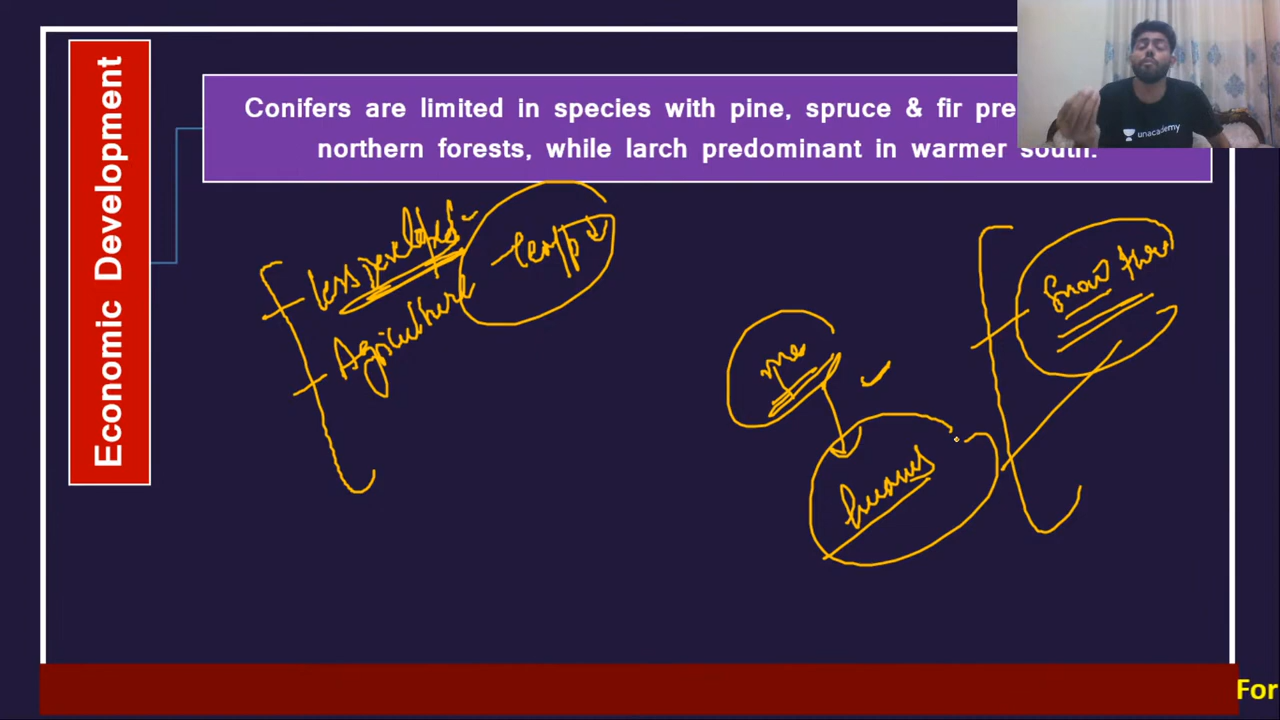 Economic Development
Conifers are limited in species with pine, spruce & fir pre
northern forests, while larch predominant in warmer south.
unacademy
Less developed -
Temp ↓
Agriculture
Snow
humus
For